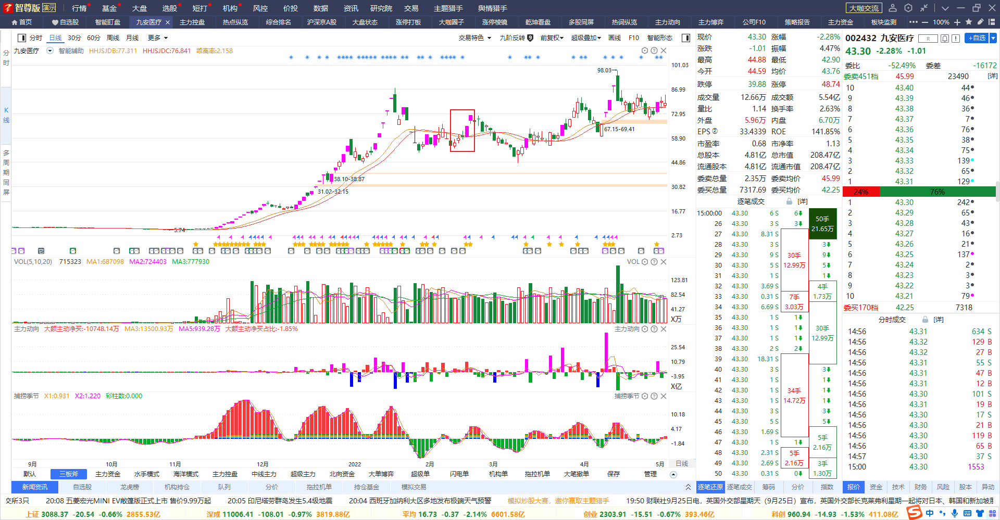 智尊版 演示 行情 基金 大盘 选股 短打 机构 风控 价投 数据 资讯 研究院 交易 主题猎手 舆情猎手 大咖交流
首页 自选股 智能盯盘 九安医疗 主力控盘 热点纵览 综合排名 沪深京A股 大盘状态 涨停打板 大咖圈子 涨停棱镜 乾坤看盘 多股同屏 热词纵览 主力动向 主力博弈 公司F10 策略报告 主力资金 板块监测 100%
分时 日线 30分 60分 周线 月线 更多 交易特色 九阶反转 9 前复权 超级叠加 画线 F10 智能形态
九安医疗 智能辅助 HHJSJDB:77.311 HHJSJDC:76.841 乖离率:2.158
分时
K线
多周期同屏
101.03
98.03
86.99
72.95
67.15-69.41
58.90
44.86
38.10-38.87
30.82
31.02-32.15
16.77
5.74
2.73
VOL(5,10,20) 715323 MA1:687098 MA2:724403 MA3:777930 VOL
123.81
82.54
41.27
X万
主力动向 大额主动净买:-10748.14万 MA3:13500.93万 MA5:939.28万 大额主动净买占比:-1.85% 主力动向
25.54
10.79
-3.95
X亿
捕捞季节 X1:0.931 X2:1.220 彩柱数:0.000 捕捞季节
10.18
4.17
-1.84
9月 10月 11月 12月 2022 2月 3月 4月 5月 日线
默认 三板斧 主力资金 水手模式 海洋模式 主力控盘 中线主力 超级主力 北向资金 大单博弈 超级单 闪电单 机构单 拖拉机单 大笔撤单 保存 管理
新闻资讯 自选股 龙虎榜 机构持仓 队列 分价 拖拉机单 持仓基金 模拟交易
现价 43.30 涨幅 -2.28%
涨跌 -1.01 振幅 4.47%
最高 44.88 最低 42.90
今开 44.59 均价 43.76
跌停 39.88 涨停 48.74
成交量 12.66万 成交额 5.54亿
量比 1.14 换手率 2.63%
外盘 5.96万 内盘 6.70万
EPS② 33.4339 ROE 141.85%
市盈率 0.68 市净率 1.13
总股本 4.81亿 总市值 208.47亿
流通股本 4.81亿 流通市值 208.47亿
委卖总量 2.35万 委卖均价 45.99
委买总量 7317.69 委买均价 42.25
逐笔成交 [详]
15:00:00 43.30 6 S 6
26 43.30 3 S 3
27 43.30 8.31 S
28 43.30 3 S 3
29 43.30 9 S 9
30 43.30 5 S 5
31 43.30 1 S 1
32 43.30 3.69 S
33 43.30 0.31 S
34 43.30 6.69 S
35 43.30 1 S 1
36 43.30 1 S 1
37 43.30 1 S 1
38 43.30 2 S 2
39 43.30 18.31 S
40 43.30 3 S 3
41 43.30 1 S 1
42 43.30 1 S 1
43 43.30 1 S 1
44 43.30 3 S 3
45 43.30 5 S 5
46 43.30 1.69 S
47 43.30 1 S 1
48 43.30 2.31 S
49 43.30 2.69 S
50 43.30 0.31 S 0
30手
12.99万
7手
3.03万
34手
14.72万
5手
2.16万
50手
21.65万
4手
1.73万
30手
12.99万
5手
2.16万
3手
1.30万
逐笔还原 逐笔成交 筹码 分价 指数
002432 九安医疗 R +自选
43.30 -2.28% -1.01
委比 -52.49% 委差 -16172
委卖451档 45.99 23490 [详]
10 43.40 44
9 43.39 46
8 43.38 36
7 43.37 7
6 43.36 76
5 43.35 38
4 43.34 75
3 43.33 139
2 43.32 65
1 43.31 129
24% 76%
1 43.30 242
2 43.29 65
3 43.28 43
4 43.27 16
5 43.26 21
6 43.25 137
7 43.24 2
8 43.23 3
9 43.22 3
10 43.21 79
委买170档 42.25 7318
分时成交 [详]
14:56 43.31 634 S
14:56 43.32 129 B
14:56 43.32 27 B
14:56 43.31 55 S
14:56 43.31 47 B
14:56 43.31 12 B
14:56 43.30 101 S
14:56 43.31 19 B
14:56 43.30 17 S
14:56 43.30 21 B
14:56 43.30 119 B
14:56 43.30 65 B
14:57 43.30 37 S
15:00 43.30 1553
报价 资金 技术 财务 风险 股本 异动
交所3只 20:08 五菱宏光MINI EV敞篷版正式上市 售价9.99万起 20:05 印尼塔劳群岛发生5.4级地震 20:04 西班牙加纳利大区多地发布极端天气预警 模拟炒股大赛，邀你赢取主题猎手 19:50 财联社9月25日电，英国外交部星期天（9月25日）宣布，英国外交部长克莱弗利星期一起将对日本、韩国和新加坡展
上证 3088.37 -20.54 -0.66% 2855.53亿 深成 11006.41 -108.01 -0.97% 3819.88亿 平均 16.73 -0.37 -2.14% 6601.58亿 创业 2303.91 -15.51 -0.67% 393.46亿 科创 960.94 -14.93 -1.53% 411.08亿 中